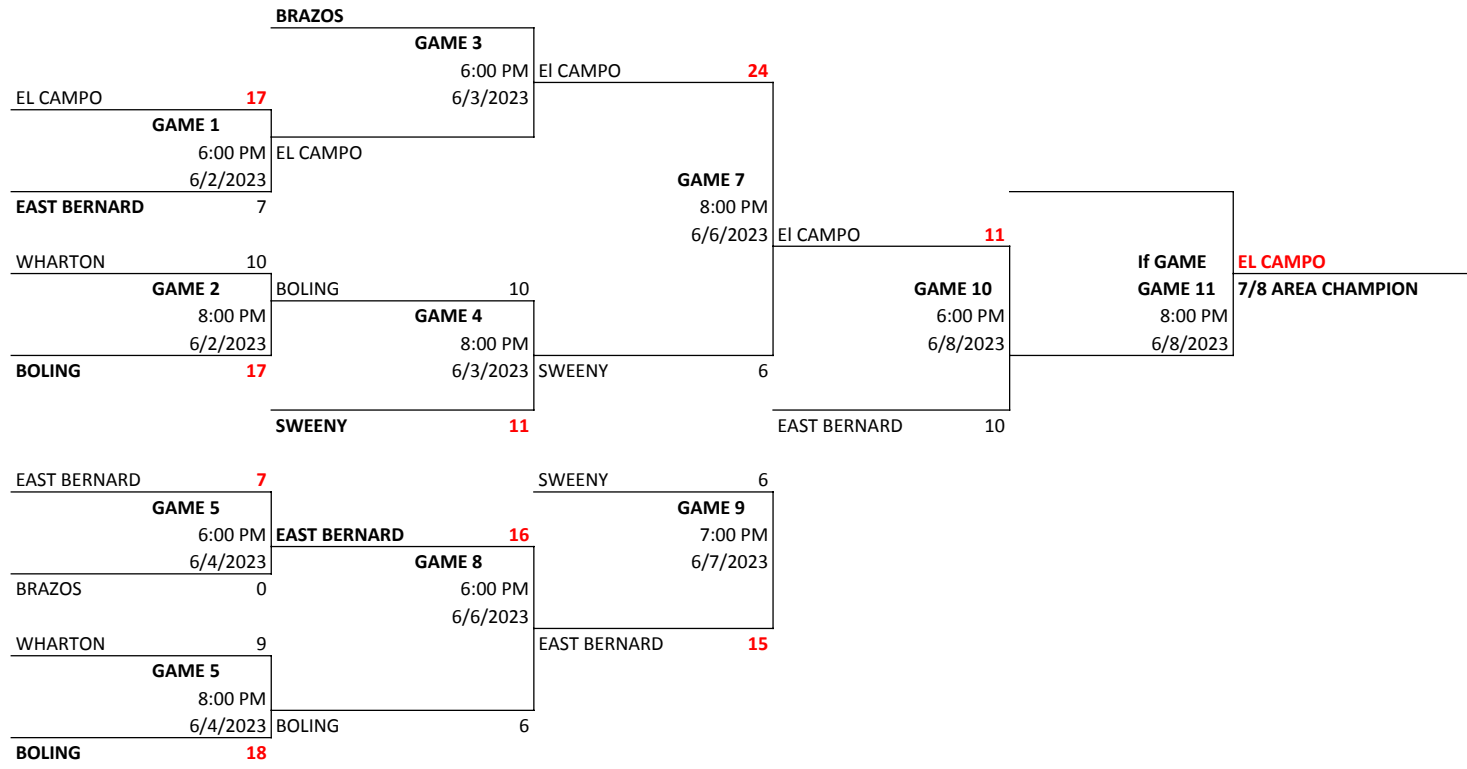 BRAZOS
GAME 3
6:00 PM El CAMPO 24
EL CAMPO 17 6/3/2023
GAME 1
6:00 PM EL CAMPO
6/2/2023 GAME 7
EAST BERNARD 7 8:00 PM
6/6/2023 El CAMPO 11
WHARTON 10 If GAME EL CAMPO
GAME 2 BOLING 10 GAME 10 GAME 11 7/8 AREA CHAMPION
8:00 PM GAME 4 6:00 PM 8:00 PM
6/2/2023 8:00 PM 6/8/2023 6/8/2023
BOLING 17 6/3/2023 SWEENY 6
SWEENY 11 EAST BERNARD 10
EAST BERNARD 7 SWEENY 6
GAME 5 GAME 9
6:00 PM EAST BERNARD 16 7:00 PM
6/4/2023 GAME 8 6/7/2023
BRAZOS 0 6:00 PM
6/6/2023
WHARTON 9 EAST BERNARD 15
GAME 5
8:00 PM
6/4/2023 BOLING 6
BOLING 18